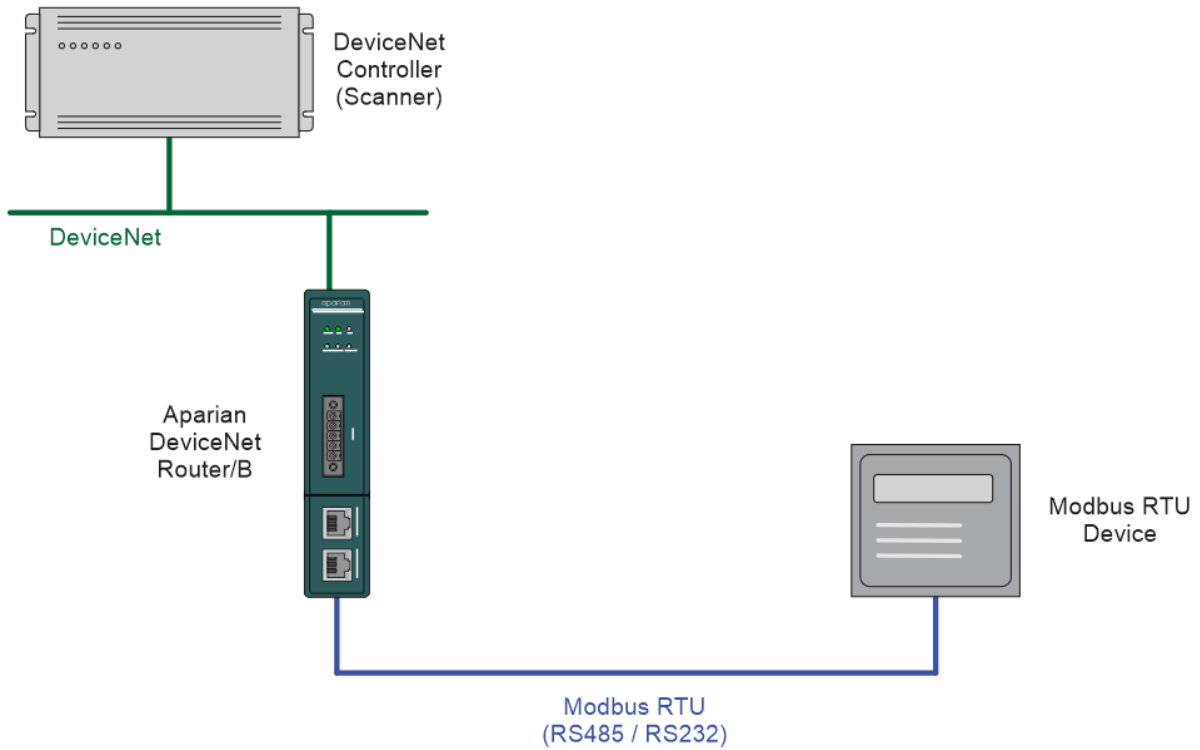 DeviceNet
Controller
(Scanner)
DeviceNet
aparian
Aparian
DeviceNet
Router/B
Modbus RTU
Device
Modbus RTU
(RS485 / RS232)